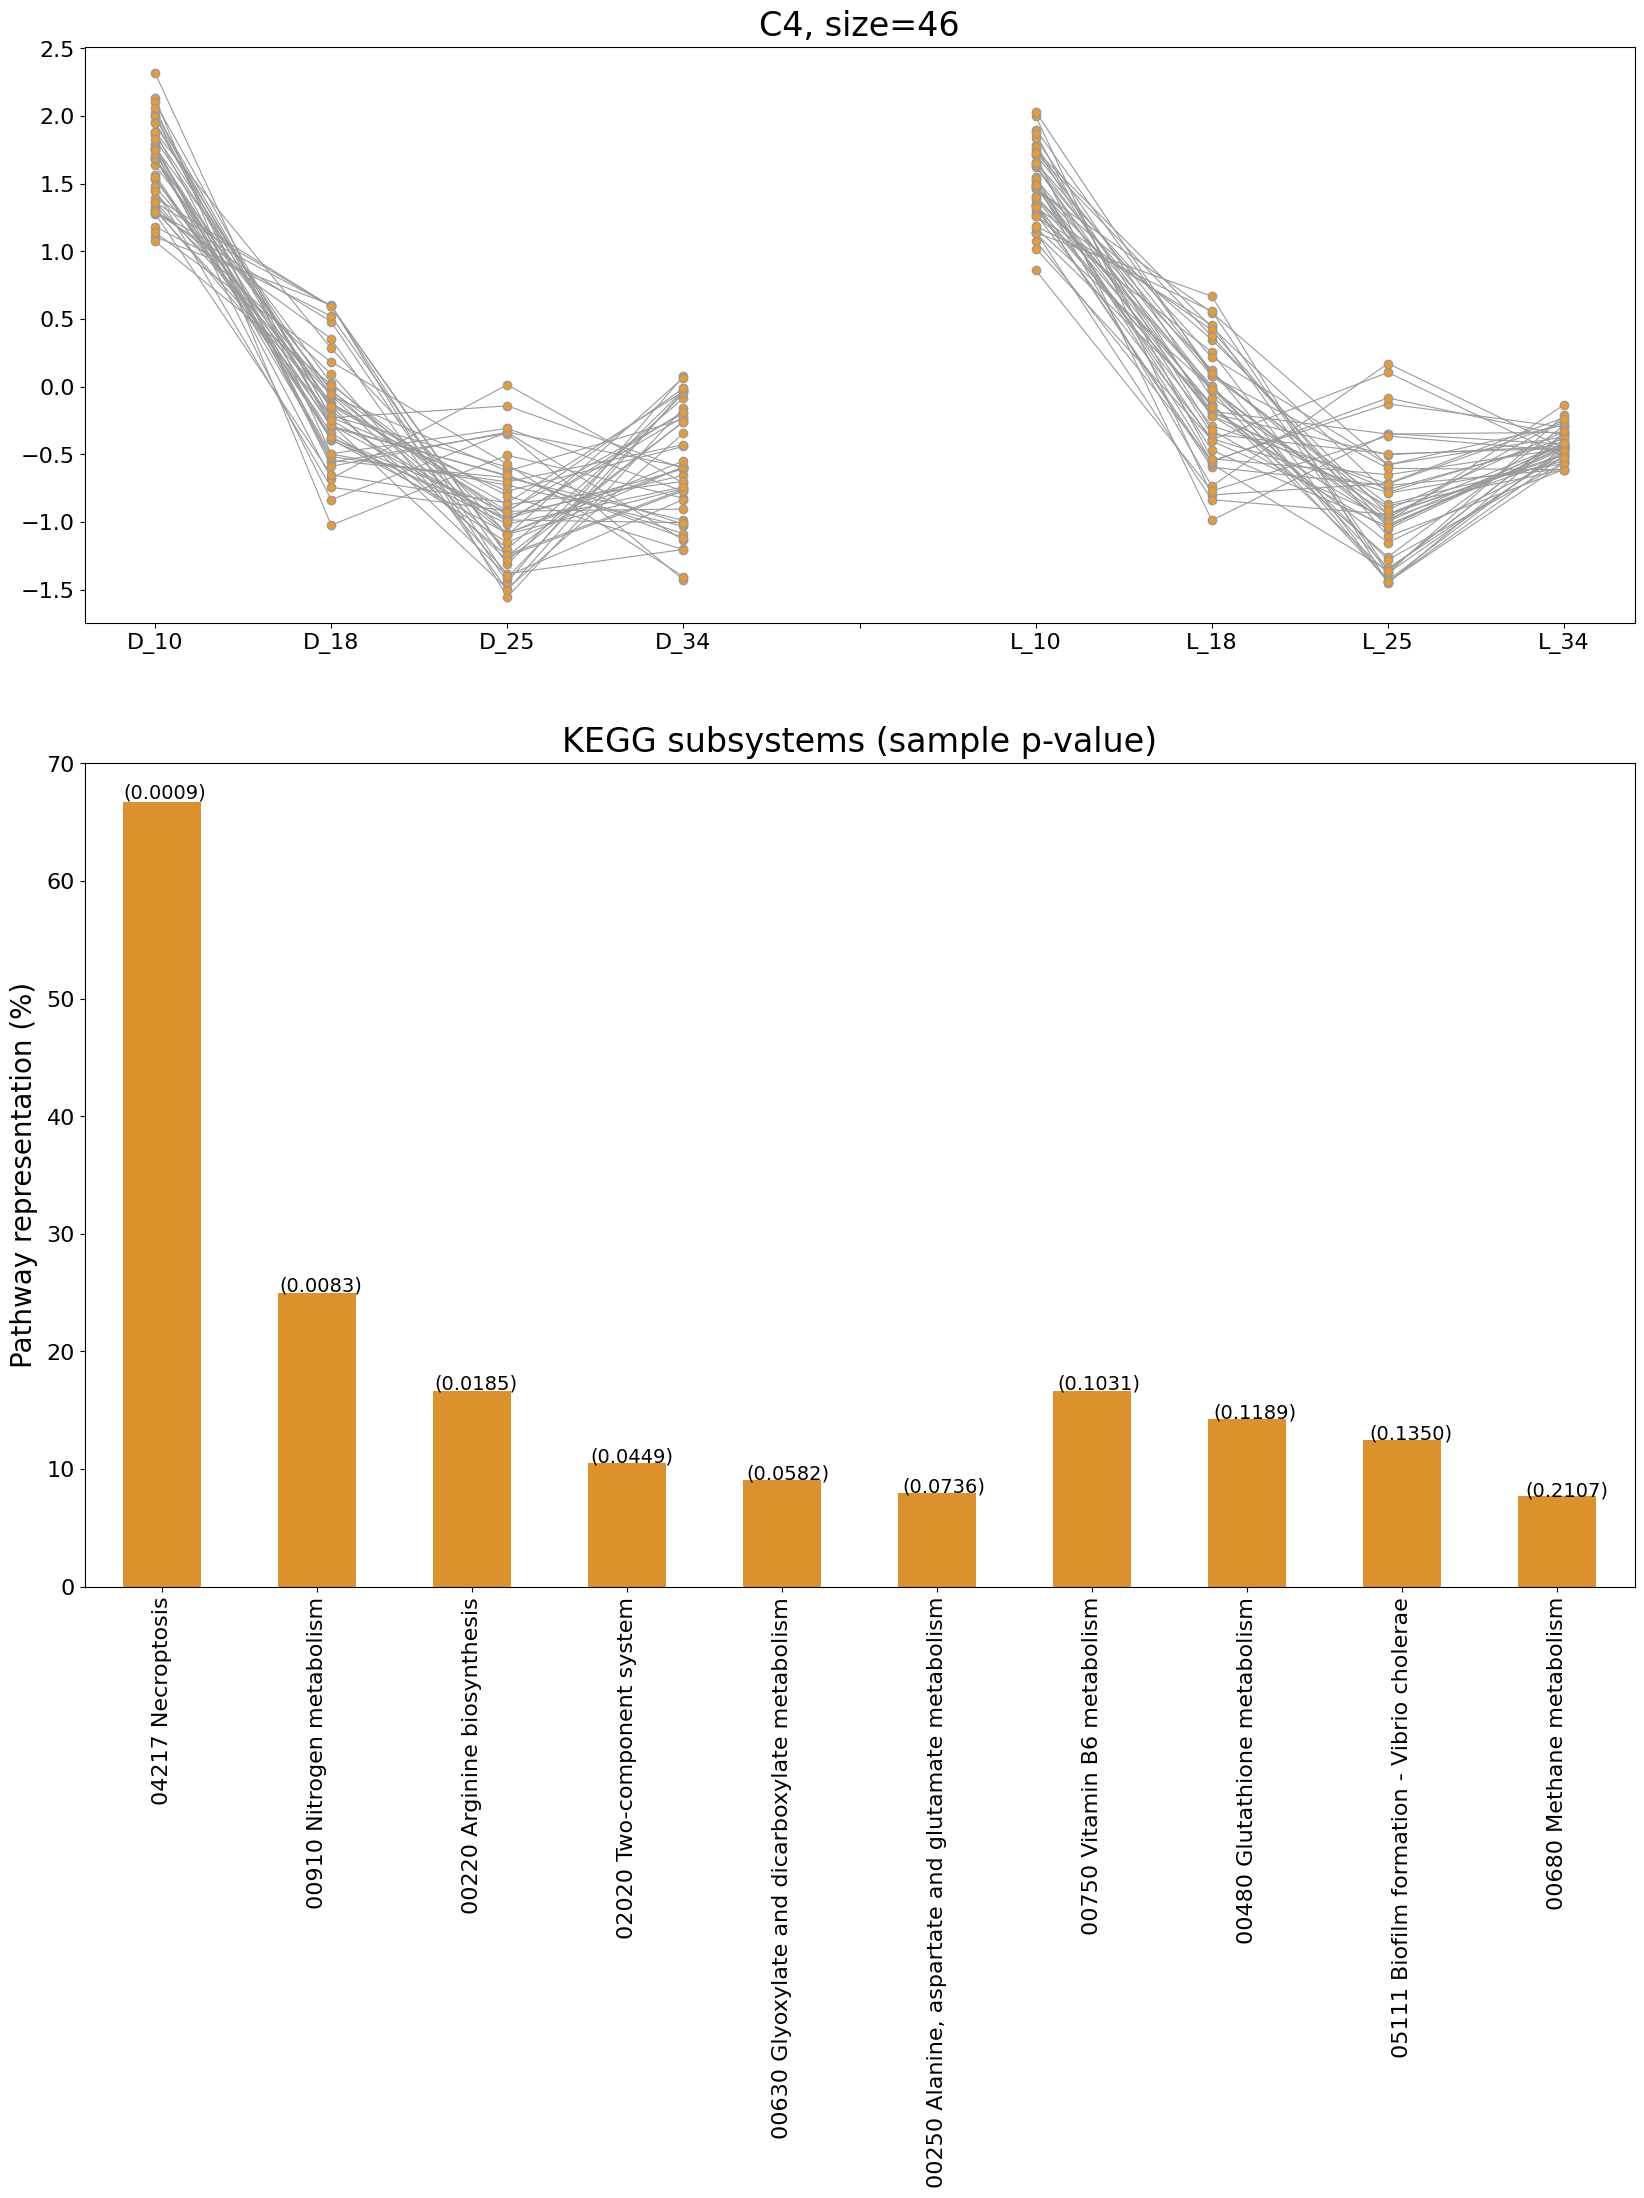 C4, size=46
2.5
2.0
1.5
1.0
0.5
0.0
−0.5
−1.0
−1.5
D_10 D_18 D_25 D_34 L_10 L_18 L_25 L_34
KEGG subsystems (sample p-value)
Pathway representation (%)
70
60
50
40
30
20
10
0
(0.0009)
(0.0083)
(0.0185)
(0.0449)
(0.0582)
(0.0736)
(0.1031)
(0.1189)
(0.1350)
(0.2107)
04217 Necroptosis
00910 Nitrogen metabolism
00220 Arginine biosynthesis
02020 Two-component system
00630 Glyoxylate and dicarboxylate metabolism
00250 Alanine, aspartate and glutamate metabolism
00750 Vitamin B6 metabolism
00480 Glutathione metabolism
05111 Biofilm formation - Vibrio cholerae
00680 Methane metabolism